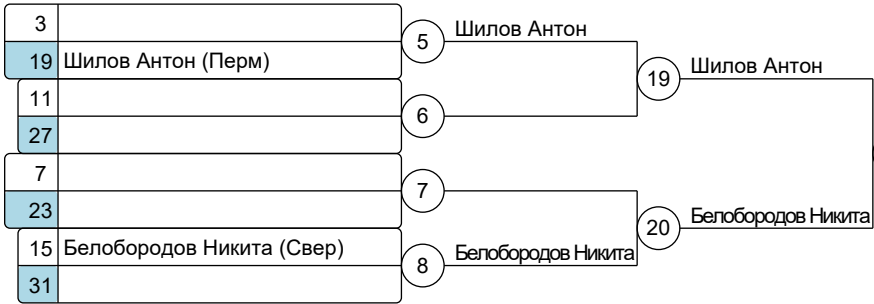 3
5
Шилов Антон
19 Шилов Антон (Перм)
19
Шилов Антон
11
6
27
7
7
23
20
Белобородов Никита
15 Белобородов Никита (Свер)
8
Белобородов Никита
31